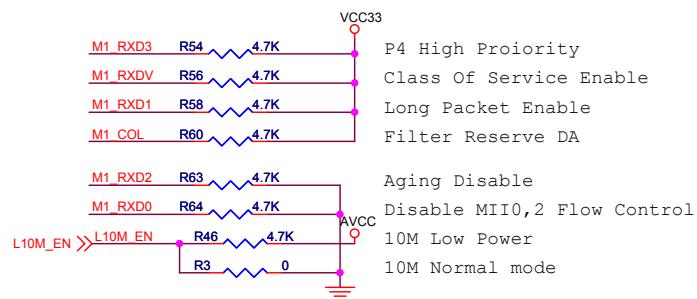 VCC33
M1_RXD3 R54 4.7K P4 High Proiority
M1_RXDV R56 4.7K Class Of Service Enable
M1_RXD1 R58 4.7K Long Packet Enable
M1_COL R60 4.7K Filter Reserve DA
M1_RXD2 R63 4.7K Aging Disable
M1_RXD0 R64 4.7K Disable MII0,2 Flow Control
AVCC
L10M_EN L10M_EN R46 4.7K 10M Low Power
R3 0 10M Normal mode